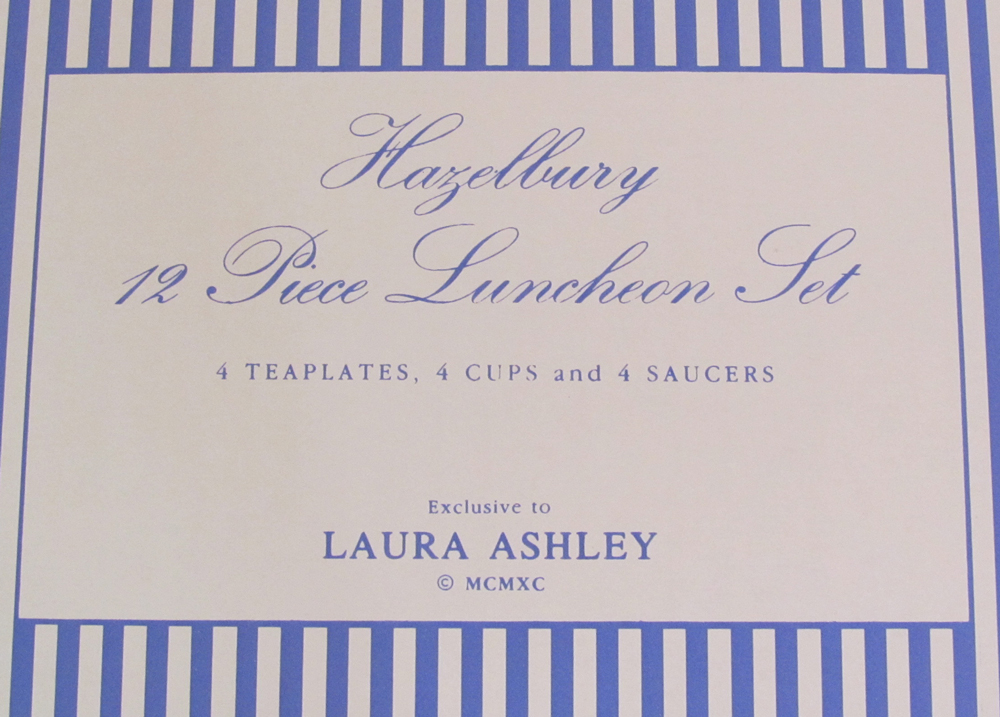 Hazelbury
12 Piece Luncheon Set
4 TEAPLATES, 4 CUPS and 4 SAUCERS
Exclusive to
LAURA ASHLEY
© MCMXC